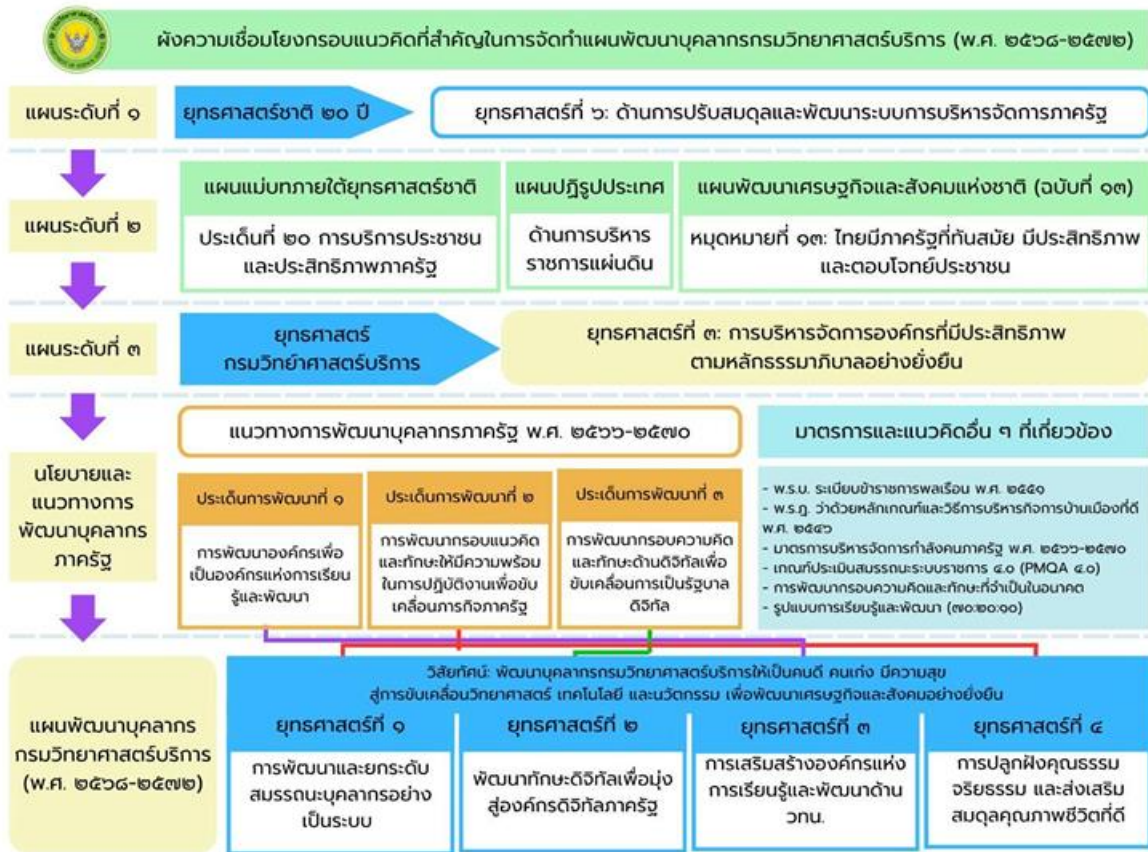 ผังความเชื่อมโยงกรอบแนวคิดที่สำคัญในการจัดทำแผนพัฒนาบุคลากรกรมวิทยาศาสตร์บริการ (พ.ศ. ๒๕๖๘-๒๕๗๒)
แผนระดับที่ ๑
ยุทธศาสตร์ชาติ ๒๐ ปี
ยุทธศาสตร์ที่ ๖: ด้านการปรับสมดุลและพัฒนาระบบการบริหารจัดการภาครัฐ
แผนระดับที่ ๒
แผนแม่บทภายใต้ยุทธศาสตร์ชาติ
ประเด็นที่ ๒๐ การบริการประชาชน
และประสิทธิภาพภาครัฐ
แผนปฏิรูปประเทศ
ด้านการบริหาร
ราชการแผ่นดิน
แผนพัฒนาเศรษฐกิจและสังคมแห่งชาติ (ฉบับที่ ๑๓)
หมุดหมายที่ ๑๓: ไทยมีภาครัฐที่ทันสมัย มีประสิทธิภาพ
และตอบโจทย์ประชาชน
แผนระดับที่ ๓
ยุทธศาสตร์
กรมวิทย์าศาสตร์บริการ
ยุทธศาสตร์ที่ ๓: การบริหารจัดการองค์กรที่มีประสิทธิภาพ
ตามหลักธรรมาภิบาลอย่างยั่งยืน
นโยบายและ
แนวทางการ
พัฒนาบุคลากร
ภาครัฐ
แนวทางการพัฒนาบุคลากรภาครัฐ พ.ศ. ๒๕๖๖-๒๕๗๐
ประเด็นการพัฒนาที่ ๑
การพัฒนาองค์กรเพื่อ
เป็นองค์กรแห่งการเรียน
รู้และพัฒนา
ประเด็นการพัฒนาที่ ๒
การพัฒนากรอบแนวคิด
และทักษะให้มีความพร้อม
ในการปฏิบัติงานเพื่อขับ
เคลื่อนภารกิจภาครัฐ
ประเด็นการพัฒนาที่ ๓
การพัฒนากรอบความคิด
และทักษะด้านดิจิทัลเพื่อ
ขับเคลื่อนการเป็นรัฐบาล
ดิจิทัล
มาตรการและแนวคิดอื่น ๆ ที่เกี่ยวข้อง
- พ.ร.บ. ระเบียบข้าราชการพลเรือน พ.ศ. ๒๕๕๑
- พ.ร.ฎ. ว่าด้วยหลักเกณฑ์และวิธีการบริหารกิจการบ้านเมืองที่ดี
พ.ศ. ๒๕๔๖
- มาตรการบริหารจัดการกำลังคนภาครัฐ พ.ศ. ๒๕๖๖-๒๕๗๐
- เกณฑ์ประเมินสมรรถนะระบบราชการ ๔.๐ (PMQA ๔.๐)
- การพัฒนากรอบความคิดและทักษะที่จำเป็นในอนาคต
- รูปแบบการเรียนรู้และพัฒนา (๗๐:๒๐:๑๐)
แผนพัฒนาบุคลากร
กรมวิทยาศาสตร์บริการ
(พ.ศ. ๒๕๖๘-๒๕๗๒)
วิสัยทัศน์: พัฒนาบุคลากรกรมวิทยาศาสตร์บริการให้เป็นคนดี คนเก่ง มีความสุข
สู่การขับเคลื่อนวิทยาศาสตร์ เทคโนโลยี และนวัตกรรม เพื่อพัฒนาเศรษฐกิจและสังคมอย่างยั่งยืน
ยุทธศาสตร์ที่ ๑
การพัฒนาและยกระดับ
สมรรถนะบุคลากรอย่าง
เป็นระบบ
ยุทธศาสตร์ที่ ๒
พัฒนาทักษะดิจิทัลเพื่อมุ่ง
สู่องค์กรดิจิทัลภาครัฐ
ยุทธศาสตร์ที่ ๓
การเสริมสร้างองค์กรแห่ง
การเรียนรู้และพัฒนาด้าน
วทน.
ยุทธศาสตร์ที่ ๔
การปลูกฝังคุณธรรม
จริยธรรม และส่งเสริม
สมดุลคุณภาพชีวิตที่ดี